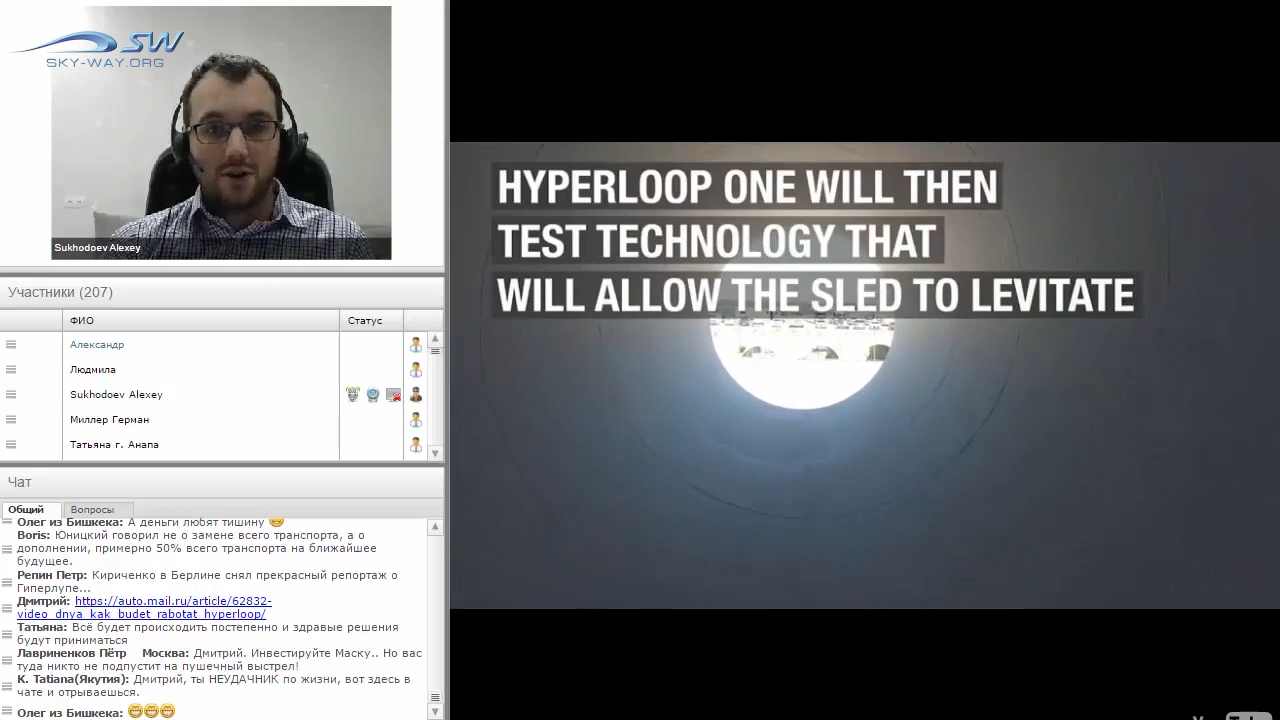 SW
SKY-WAY.ORG
Sukhodoev Alexey
HYPERLOOP ONE WILL THEN
TEST TECHNOLOGY THAT
WILL ALLOW THE SLED TO LEVITATE
Участники (207)
ФИО Статус
Александр
Людмила
Sukhodoev Alexey
Миллер Герман
Татьяна г. Анапа
Чат
Общий Вопросы
Олег из Бишкека: А деньги любят тишину
Boris: Юницкий говорил не о замене всего транспорта, а о
дополнении, примерно 50% всего транспорта на ближайшее
будущее.
Репин Петр: Кириченко в Берлине снял прекрасный репортаж о
Гиперлупе...
Дмитрий: https://auto.mail.ru/article/62832-
video_dnya_kak_budet_rabotat_hyperloop/
Татьяна: Всё будет происходить постепенно и здравые решения
будут приниматься
Лавриненков Пётр Москва: Дмитрий. Инвестируйте Маску.. Но вас
туда никто не подпустит на пушечный выстрел!
K. Tatiana(Якутия): Дмитрий, ты НЕУДАЧНИК по жизни, вот здесь в
чате и отрываешься.
Олег из Бишкека: